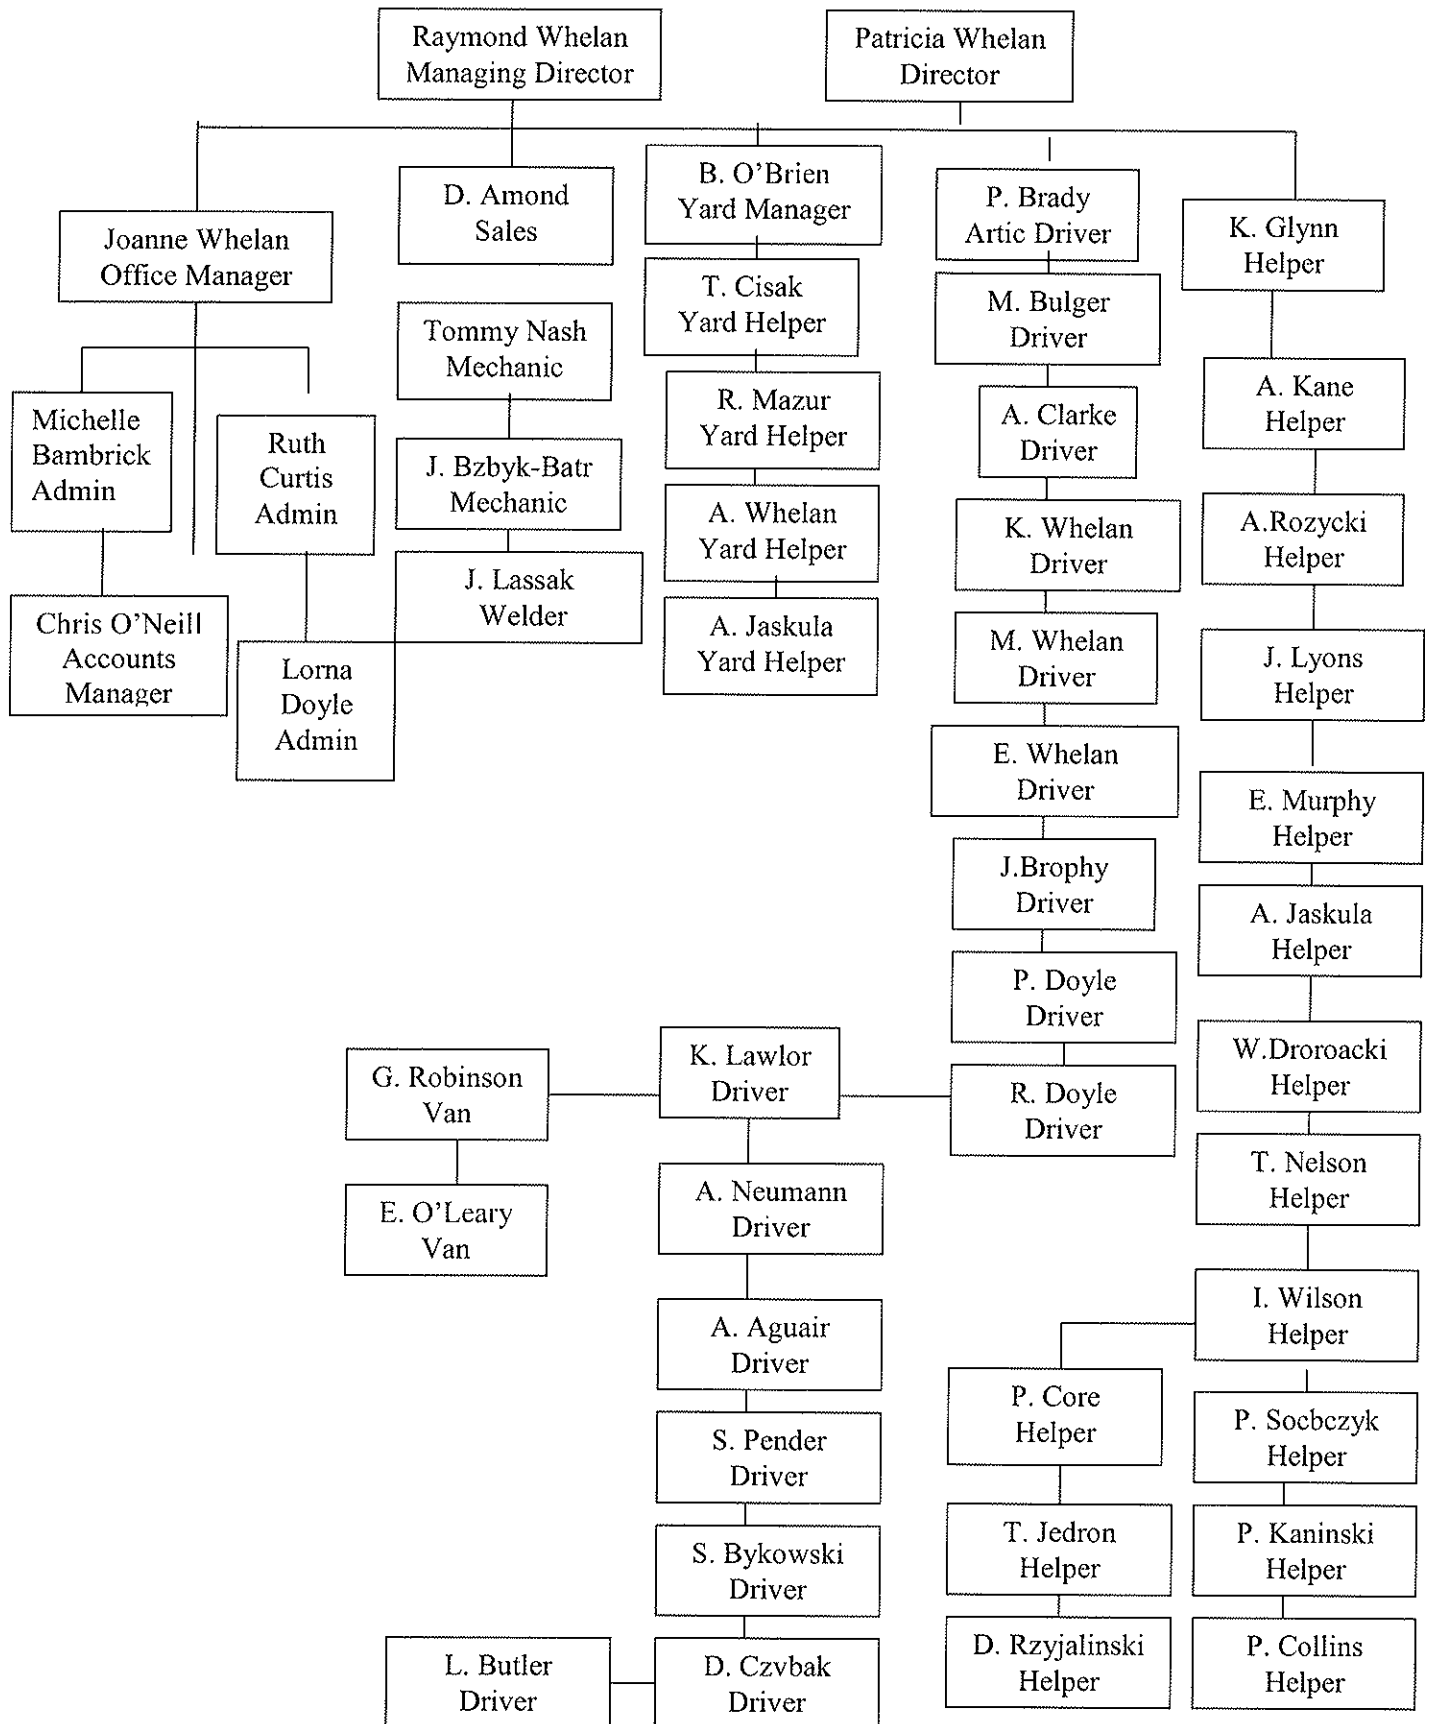 Raymond Whelan
Managing Director
Patricia Whelan
Director
Joanne Whelan
Office Manager
D. Amond
Sales
B. O'Brien
Yard Manager
P. Brady
Artic Driver
K. Glynn
Helper
Michelle
Bambrick
Admin
Chris O'Neill
Accounts
Manager
Ruth
Curtis
Admin
Lorna
Doyle
Admin
Tommy Nash
Mechanic
J. Bzbyk-Batr
Mechanic
J. Lassak
Welder
T. Cisak
Yard Helper
R. Mazur
Yard Helper
A. Whelan
Yard Helper
A. Jaskula
Yard Helper
M. Bulger
Driver
A. Clarke
Driver
K. Whelan
Driver
M. Whelan
Driver
E. Whelan
Driver
J.Brophy
Driver
P. Doyle
Driver
R. Doyle
Driver
K. Lawlor
Driver
G. Robinson
Van
E. O'Leary
Van
A. Neumann
Driver
A. Aguair
Driver
S. Pender
Driver
S. Bykowski
Driver
D. Czvbak
Driver
L. Butler
Driver
A. Kane
Helper
A.Rozycki
Helper
J. Lyons
Helper
E. Murphy
Helper
A. Jaskula
Helper
W.Droroacki
Helper
T. Nelson
Helper
I. Wilson
Helper
P. Core
Helper
T. Jedron
Helper
D. Rzyjalinski
Helper
P. Socbczyk
Helper
P. Kaninski
Helper
P. Collins
Helper